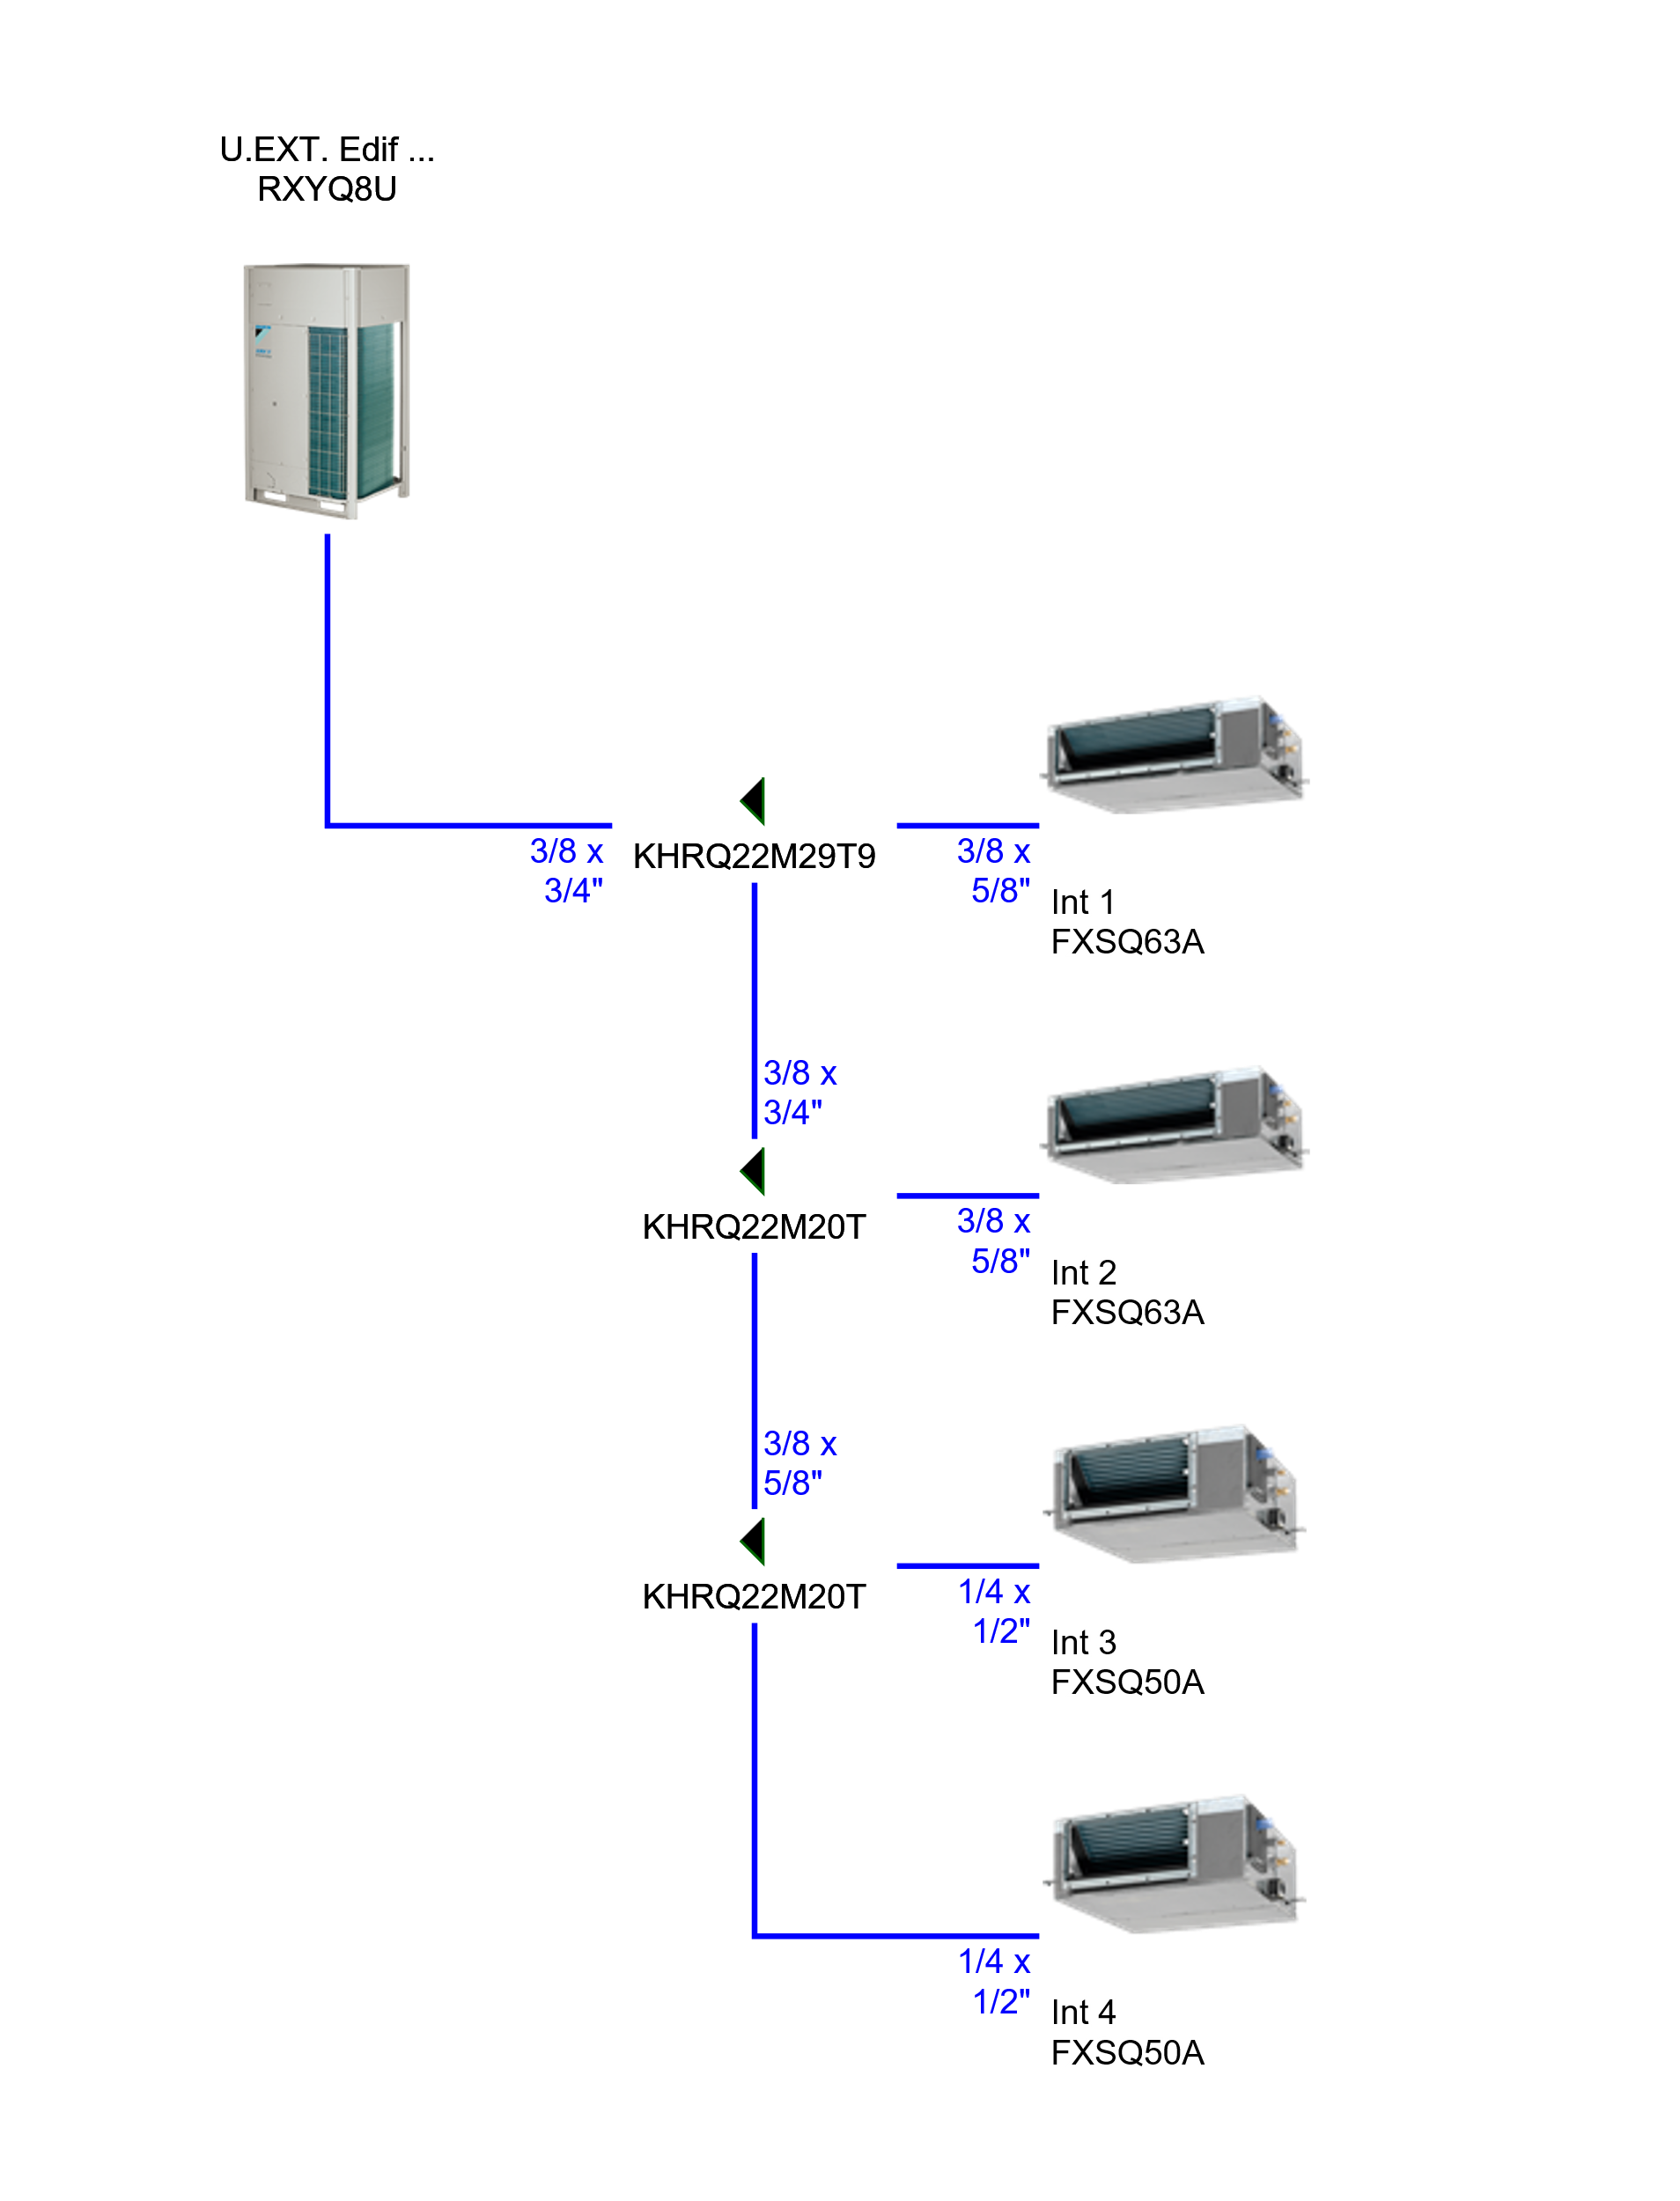 U.EXT. Edif ...
RXYQ8U
3/8 x
3/4"
KHRQ22M29T9
3/8 x
5/8"
Int 1
FXSQ63A
3/8 x
3/4"
KHRQ22M20T
3/8 x
5/8"
Int 2
FXSQ63A
3/8 x
5/8"
KHRQ22M20T
1/4 x
1/2"
Int 3
FXSQ50A
1/4 x
1/2"
Int 4
FXSQ50A